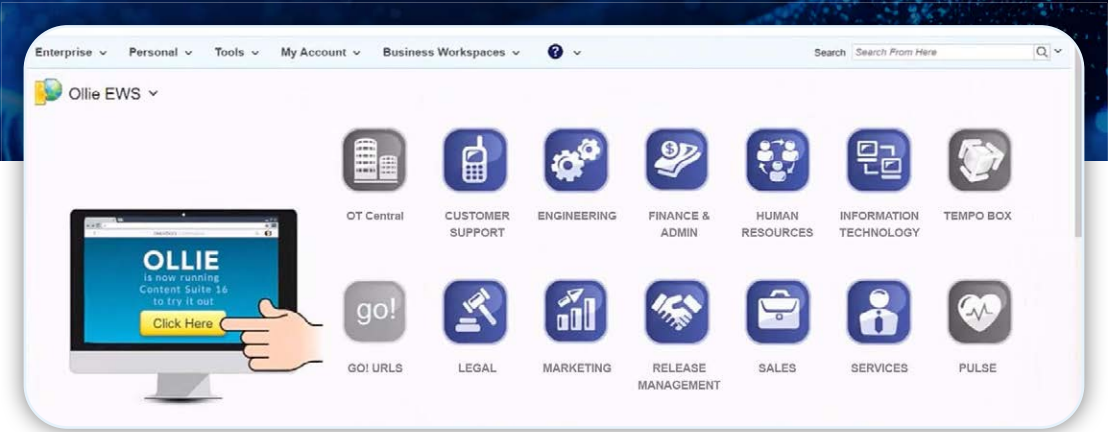 Enterprise Personal Tools My Account Business Workspaces ? Search Search From Here
Ollie EWS
OT Central
CUSTOMER
SUPPORT
ENGINEERING
FINANCE &
ADMIN
HUMAN
RESOURCES
INFORMATION
TECHNOLOGY
TEMPO BOX
OLLIE
is now running
Content Suite 16
to try it out
Click Here
go!
GO! URLS
LEGAL
MARKETING
RELEASE
MANAGEMENT
SALES
SERVICES
PULSE